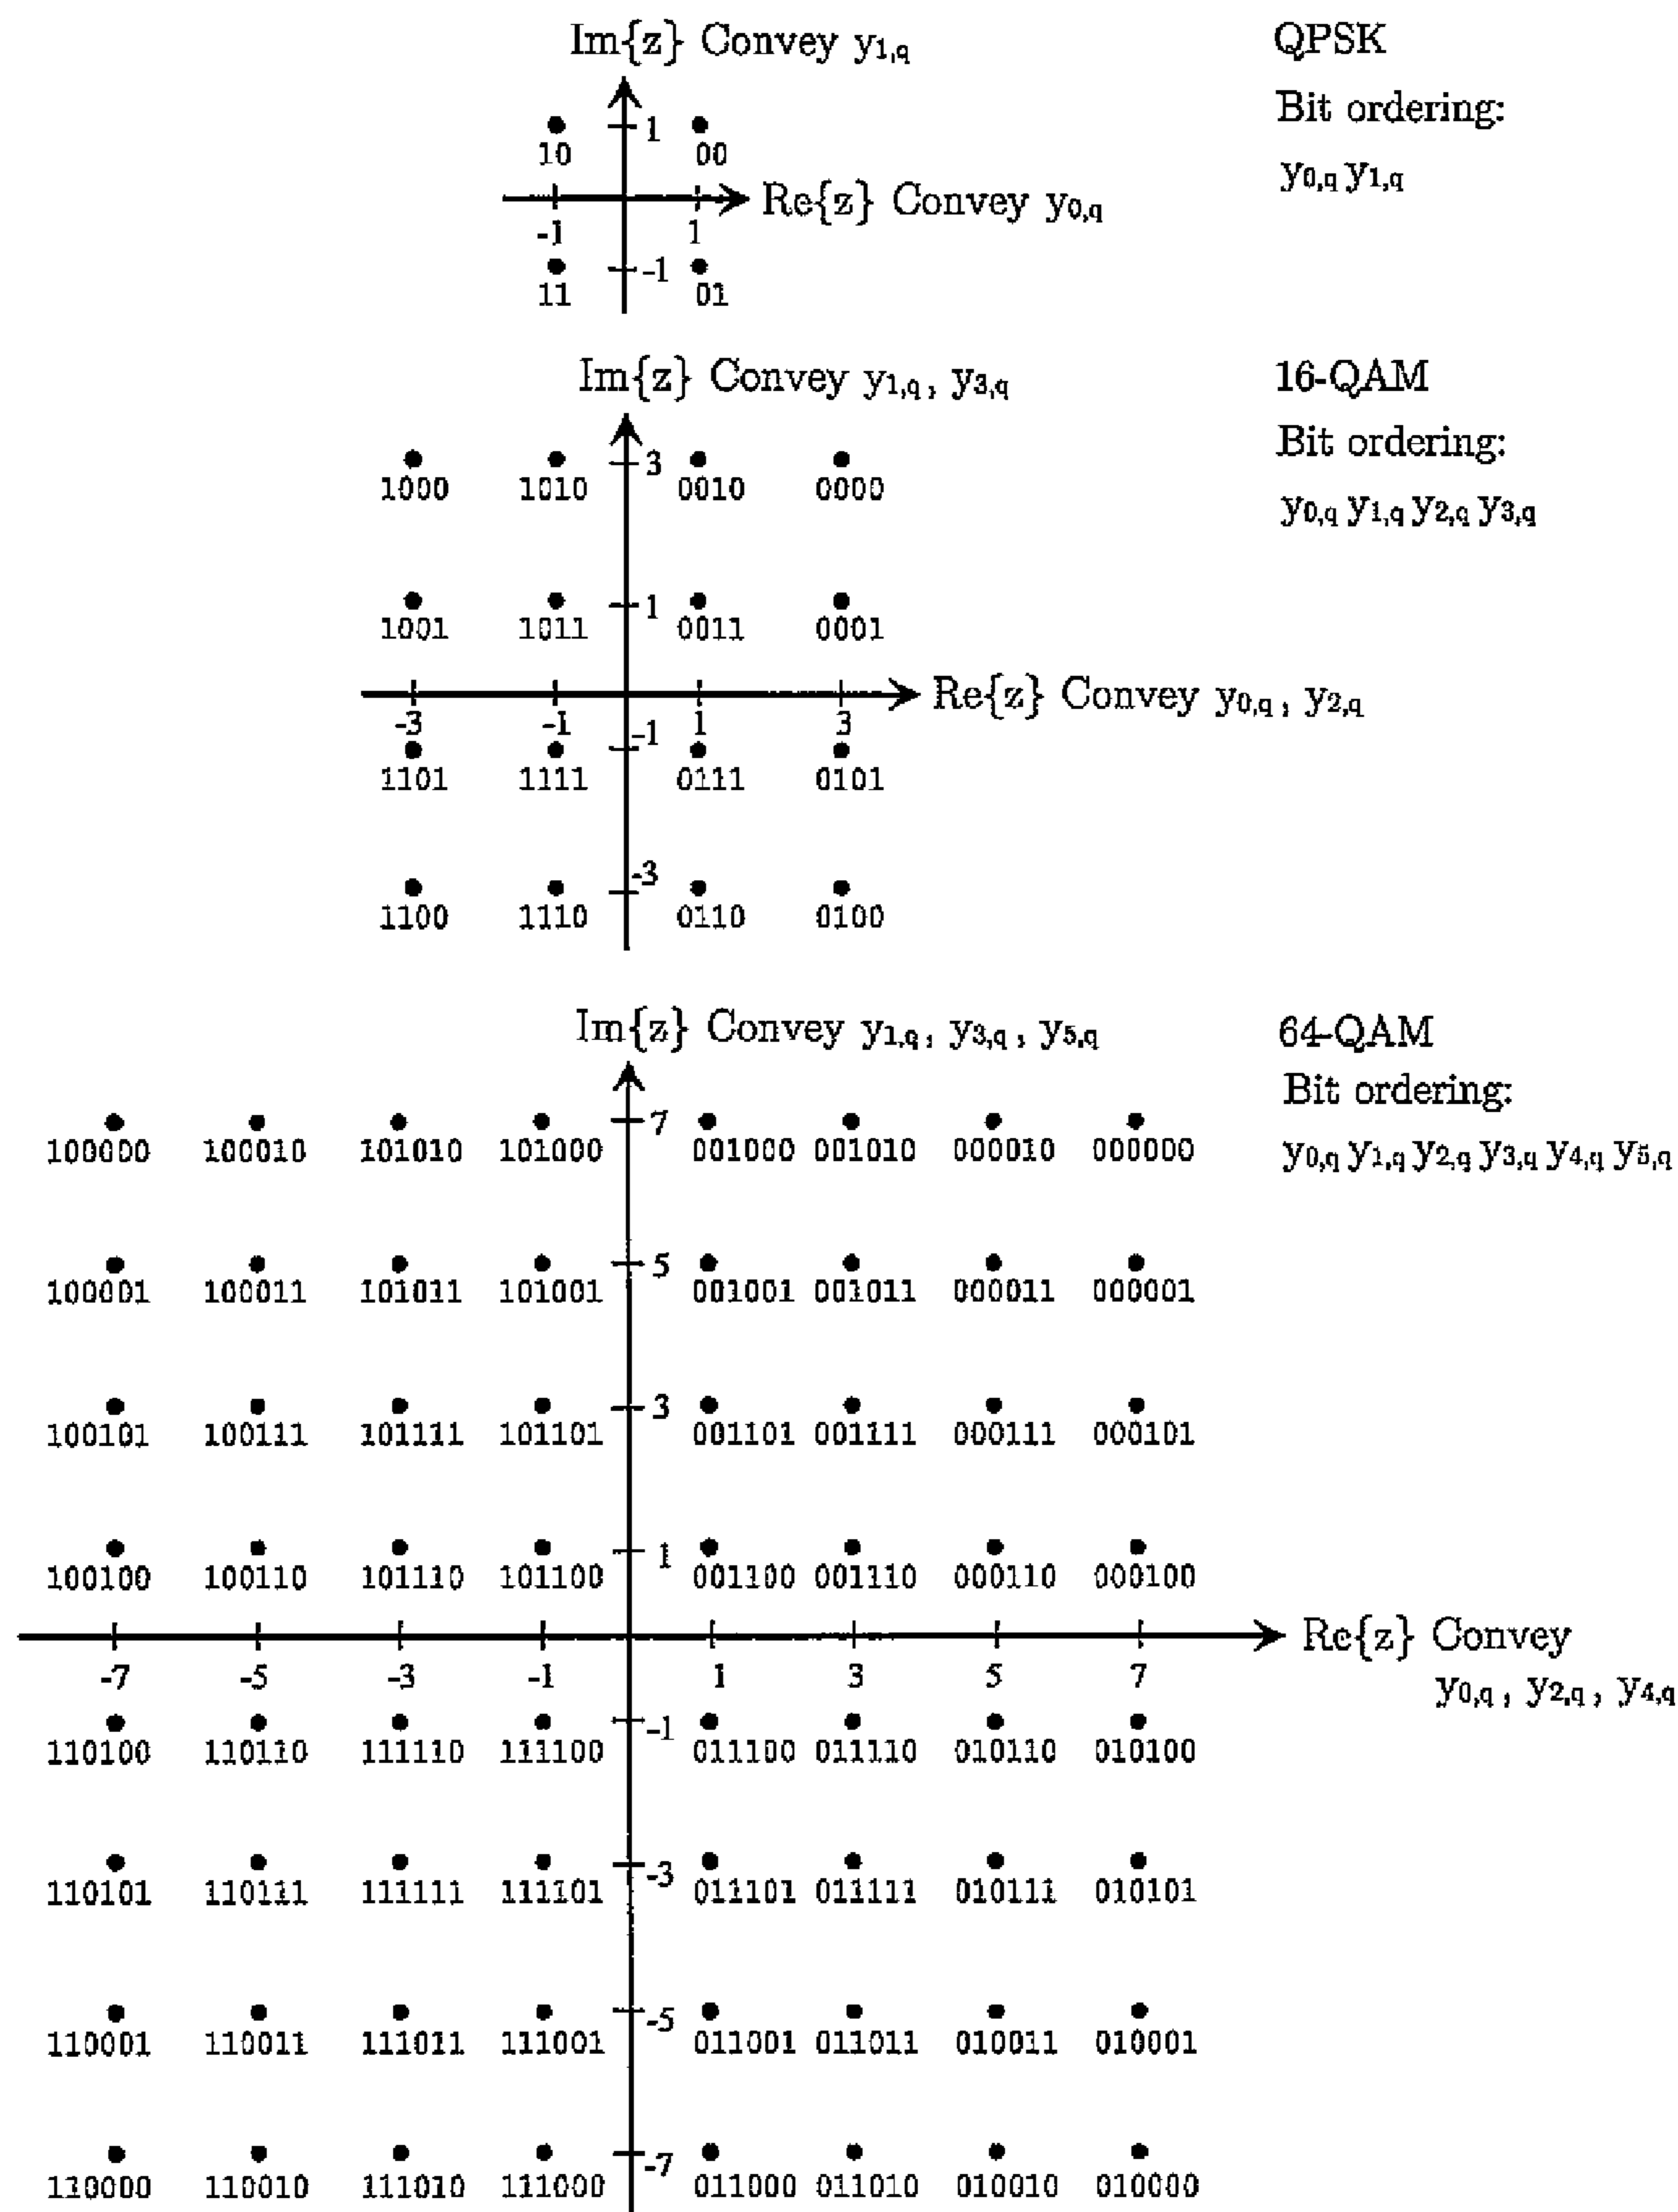 Im{z} Convey y1,q
QPSK
Bit ordering:
y0,q y1,q
10 1 00
Re{z} Convey y0,q
-1 1
11 -1 01
Im{z} Convey y1,q, y3,q
16-QAM
Bit ordering:
y0,q y1,q y2,q y3,q
3
1000 1010 0010 0000
1
1001 1011 0011 0001
Re{z} Convey y0,q, y2,q
-3 -1 -1 1 3
1101 1111 0111 0101
-3
1100 1110 0110 0100
Im{z} Convey y1,q, y3,q, y5,q
64-QAM
Bit ordering:
y0,q y1,q y2,q y3,q y4,q y5,q
7
100000 100010 101010 101000 001000 001010 000010 000000
5
100001 100011 101011 101001 001001 001011 000011 000001
3
100101 100111 101111 101101 001101 001111 000111 000101
1
100100 100110 101110 101100 001100 001110 000110 000100
Re{z} Convey
y0,q, y2,q, y4,q
-7 -5 -3 -1 1 3 5 7
-1
110100 110110 111110 111100 011100 011110 010110 010100
-3
110101 110111 111111 111101 011101 011111 010111 010101
-5
110001 110011 111011 111001 011001 011011 010011 010001
-7
110000 110010 111010 111000 011000 011010 010010 010000